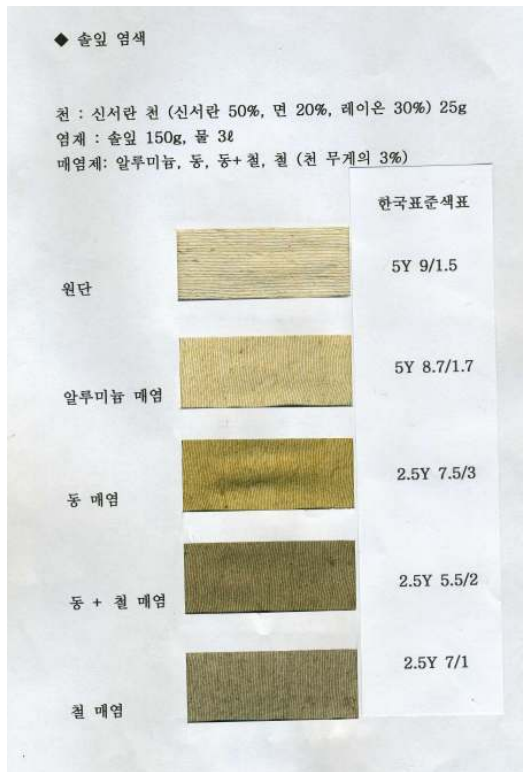 ◆ 솔잎 염색
천 : 신서란 천 (신서란 50%, 면 20%, 레이온 30%) 25g
염재 : 솔잎 150g, 물 3ℓ
매염제: 알루미늄, 동, 동+철, 철 (천 무게의 3%)
한국표준색표
원단 5Y 9/1.5
알루미늄 매염 5Y 8.7/1.7
동 매염 2.5Y 7.5/3
동 + 철 매염 2.5Y 5.5/2
철 매염 2.5Y 7/1